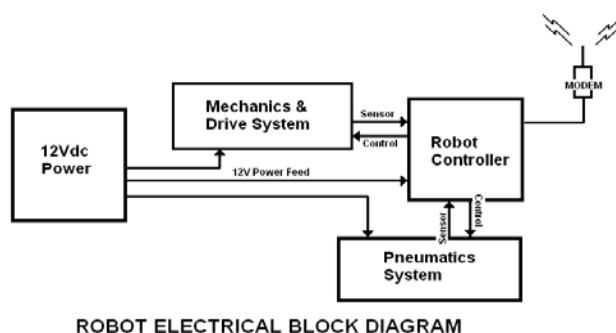 MODEM
Mechanics &
Drive System
Sensor
Control
12Vdc
Power
Robot
Controller
12V Power Feed
Sensor
Control
Pneumatics
System
ROBOT ELECTRICAL BLOCK DIAGRAM